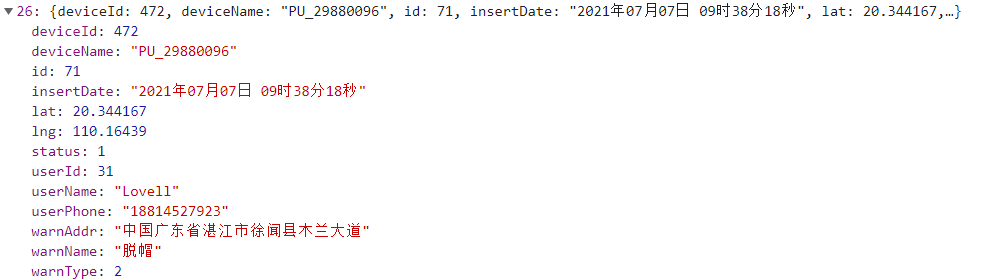 26: {deviceId: 472, deviceName: "PU_29880096", id: 71, insertDate: "2021年07月07日 09时38分18秒", lat: 20.344167,…}
deviceId: 472
deviceName: "PU_29880096"
id: 71
insertDate: "2021年07月07日 09时38分18秒"
lat: 20.344167
lng: 110.16439
status: 1
userId: 31
userName: "Lovell"
userPhone: "18814527923"
warnAddr: "中国广东省湛江市徐闻县木兰大道"
warnName: "脱帽"
warnType: 2